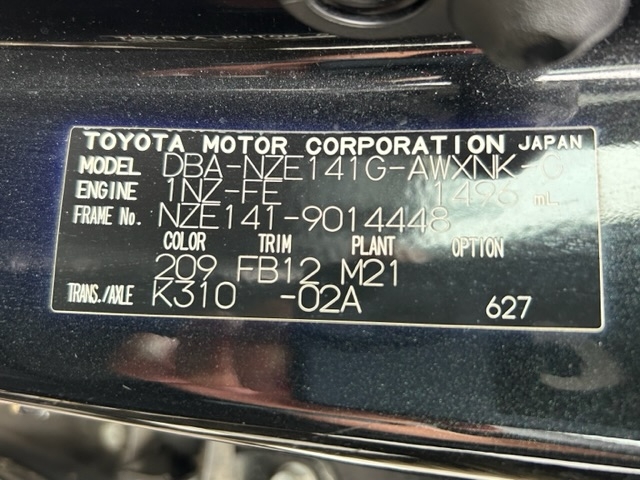 TOYOTA MOTOR CORPORATION JAPAN
MODEL DBA-NZE141G-AWXNK-C
ENGINE 1NZ-FE 1496 mL
FRAME No. NZE141-9014448
COLOR TRIM PLANT OPTION
209 FB12 M21
TRANS./AXLE K310 -02A 627